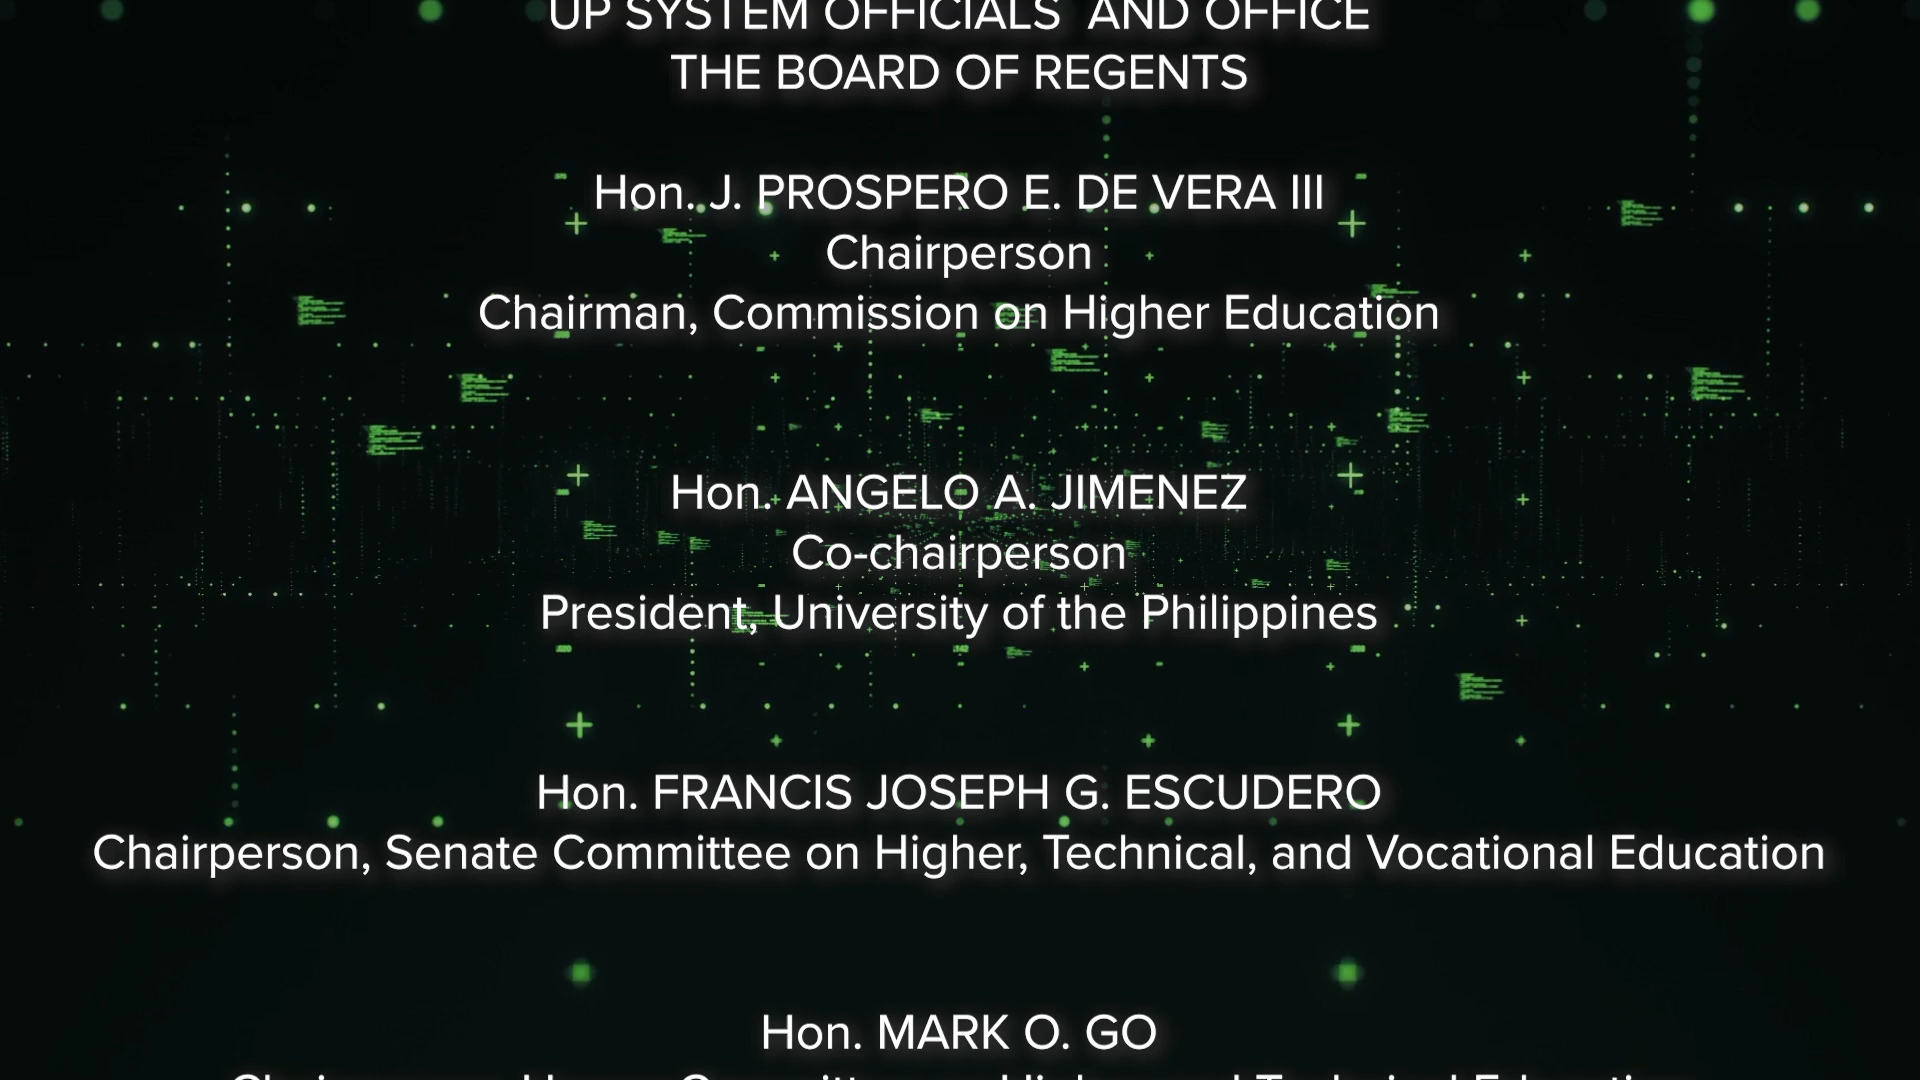 UP SYSTEM OFFICIALS AND OFFICE
THE BOARD OF REGENTS
Hon. J. PROSPERO E. DE VERA III
Chairperson
Chairman, Commission on Higher Education
Hon. ANGELO A. JIMENEZ
Co-chairperson
President, University of the Philippines
Hon. FRANCIS JOSEPH G. ESCUDERO
Chairperson, Senate Committee on Higher, Technical, and Vocational Education
Hon. MARK O. GO